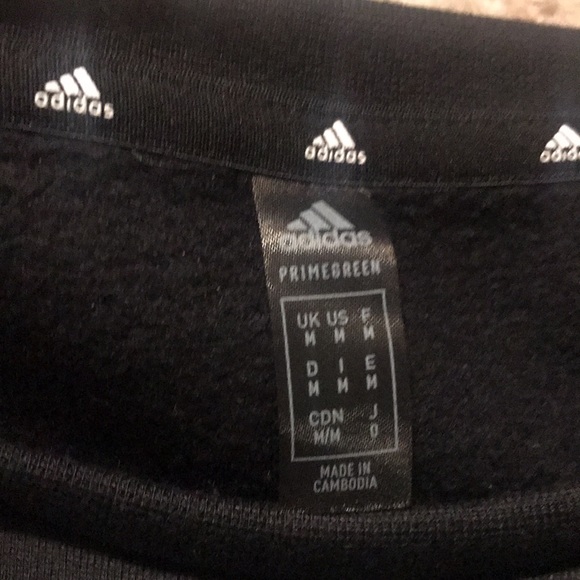 adidas
adidas
adidas
adidas
PRIMEGREEN
UK US F
M M M
D I E
M M M
CDN J
M/M O
MADE IN
CAMBODIA